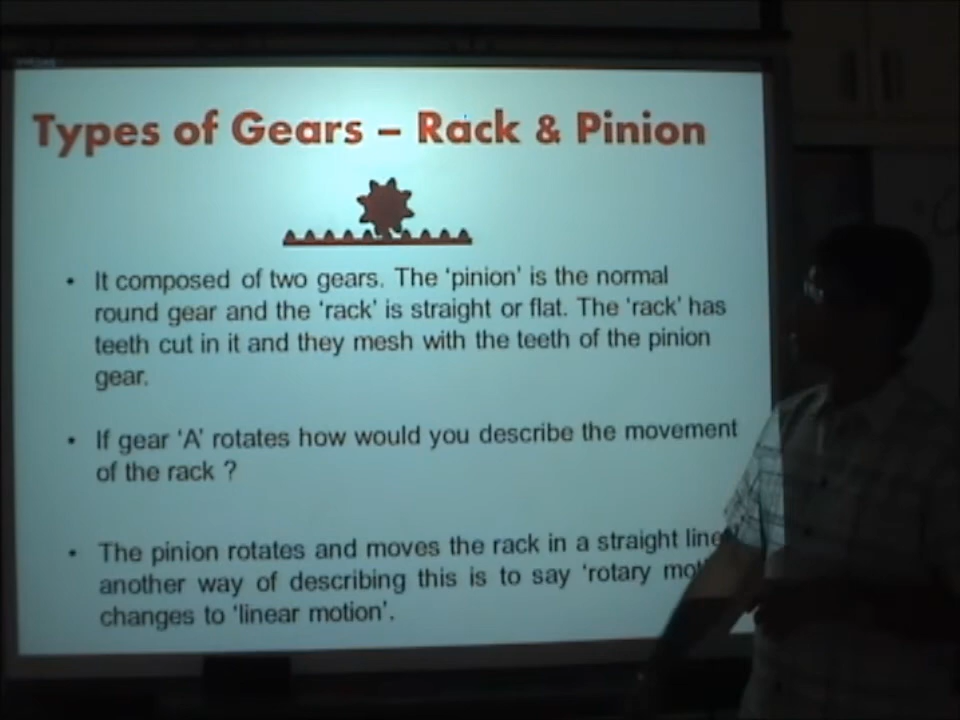 Types of Gears – Rack & Pinion
• It composed of two gears. The 'pinion' is the normal
round gear and the 'rack' is straight or flat. The 'rack' has
teeth cut in it and they mesh with the teeth of the pinion
gear.
• If gear 'A' rotates how would you describe the movement
of the rack ?
• The pinion rotates and moves the rack in a straight line
another way of describing this is to say 'rotary
changes to 'linear motion'.